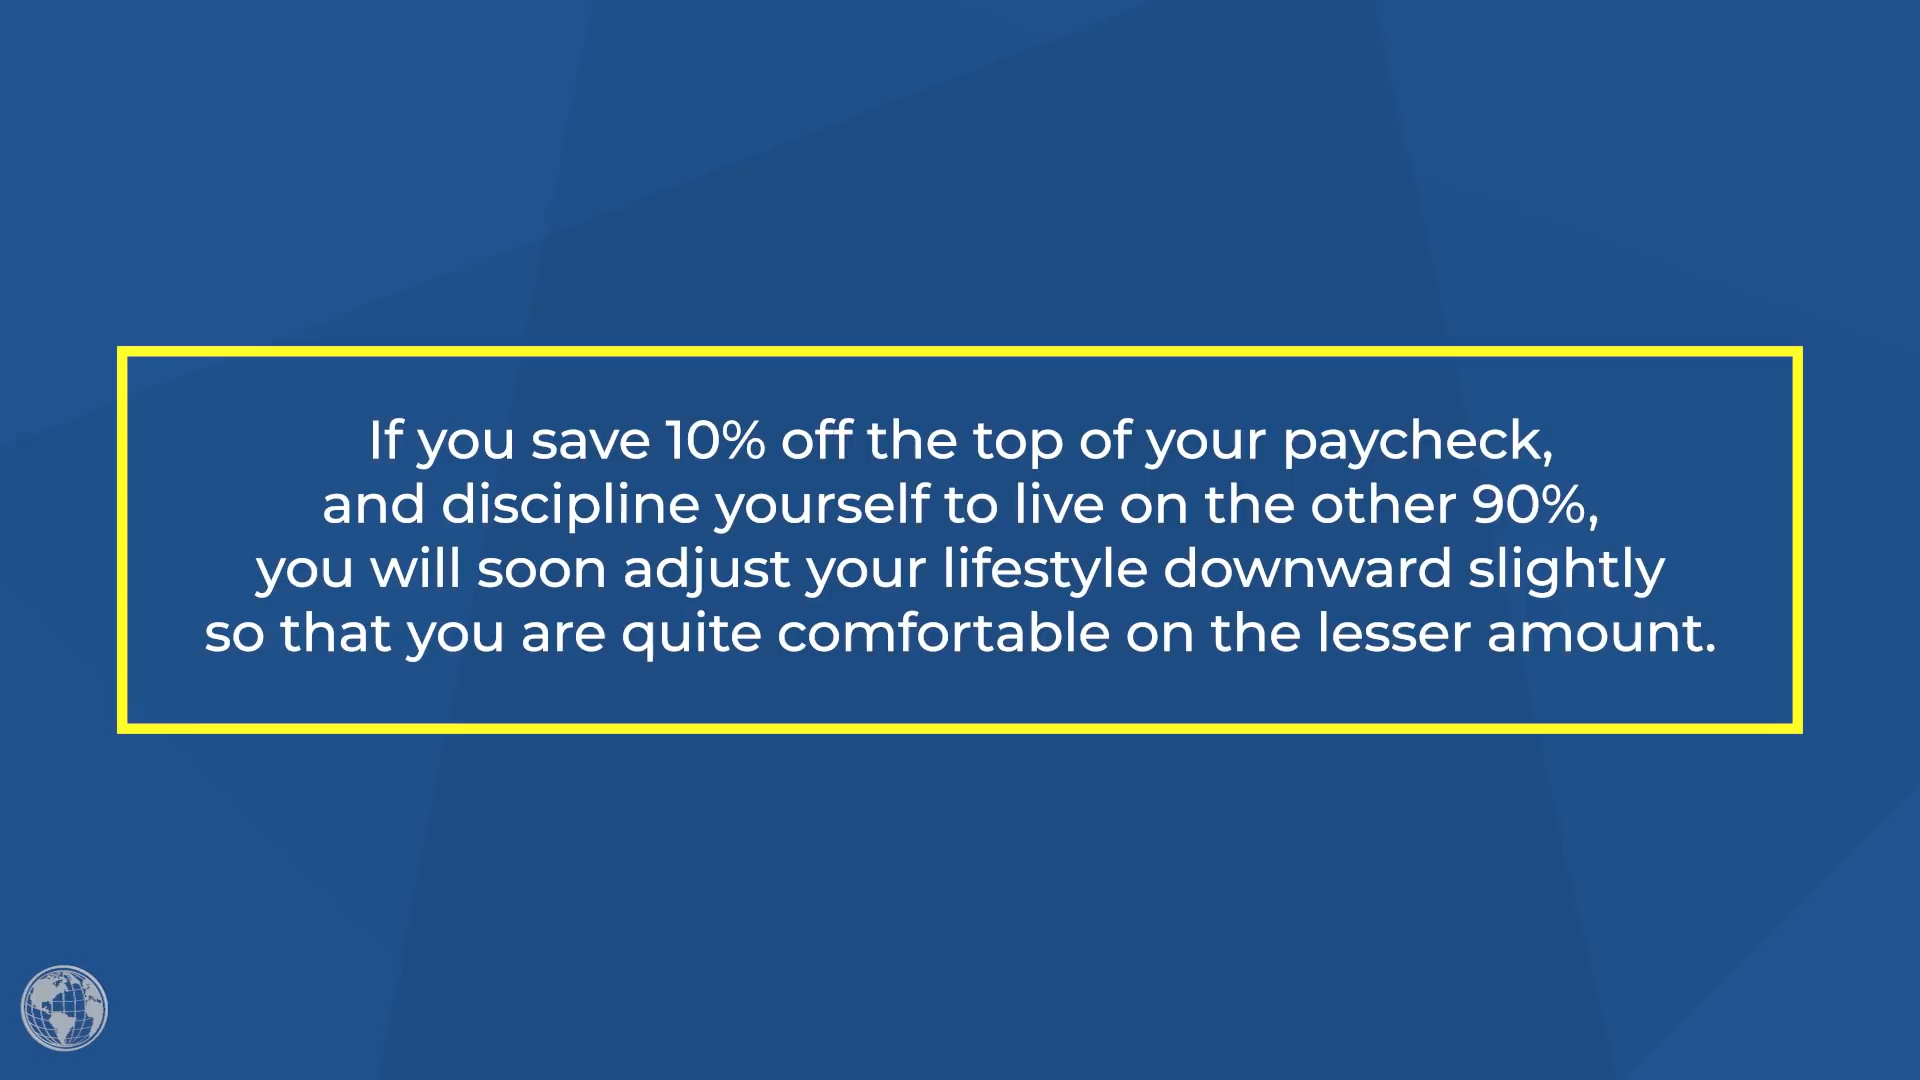 If you save 10% off the top of your paycheck,
and discipline yourself to live on the other 90%,
you will soon adjust your lifestyle downward slightly
so that you are quite comfortable on the lesser amount.